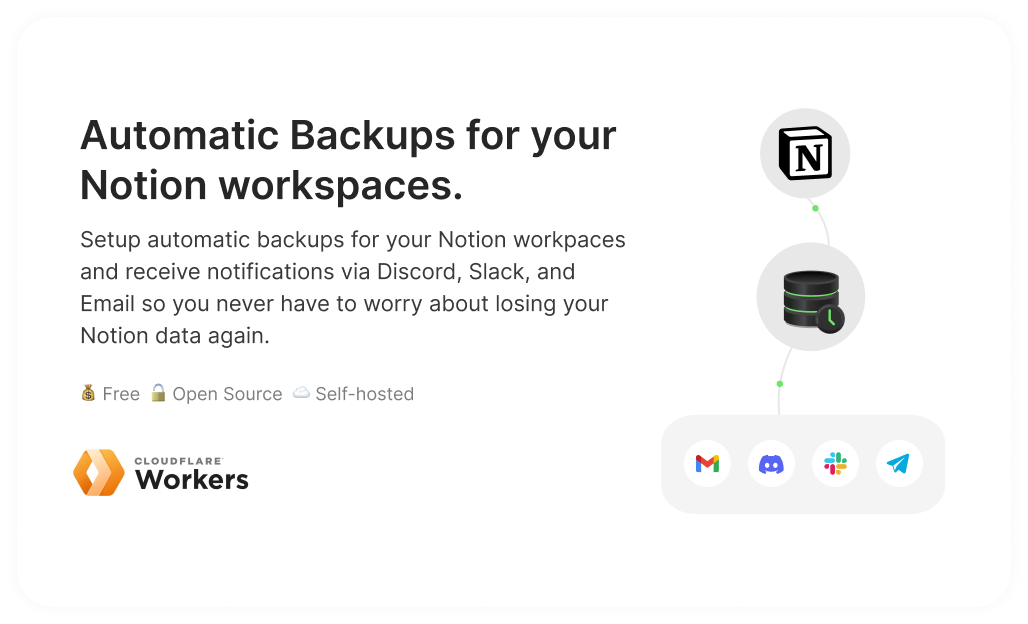 Automatic Backups for your
Notion workspaces.
Setup automatic backups for your Notion workpaces
and receive notifications via Discord, Slack, and
Email so you never have to worry about losing your
Notion data again.
💰 Free 🔓 Open Source ☁️ Self-hosted
CLOUDFLARE
Workers
N